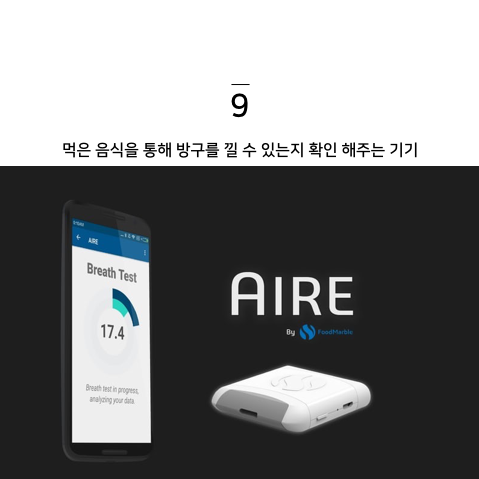 9
먹은 음식을 통해 방구를 낄 수 있는지 확인 해주는 기기
AIRE
Breath Test
17.4
Breath test in progress,
analyzing your data.
AIRE
By FoodMarble